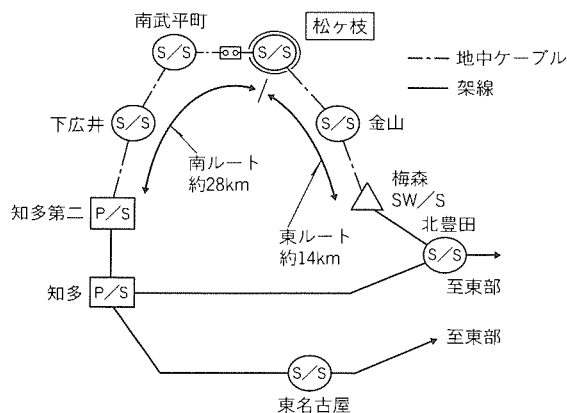 南武平町
松ヶ枝
S/S
S/S
地中ケーブル
架線
下広井
S/S
S/S
金山
南ルート
約28km
梅森
SW/S
知多第二
P/S
東ルート
約14km
北豊田
S/S
至東部
知多
P/S
至東部
S/S
東名古屋